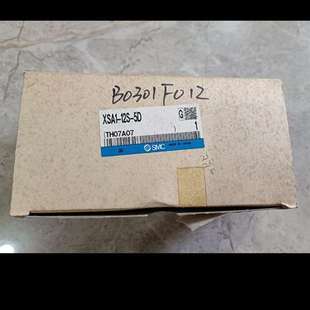 B0301F012
XSA1-12S-5D
G
(TH07A07
)
1
SMC